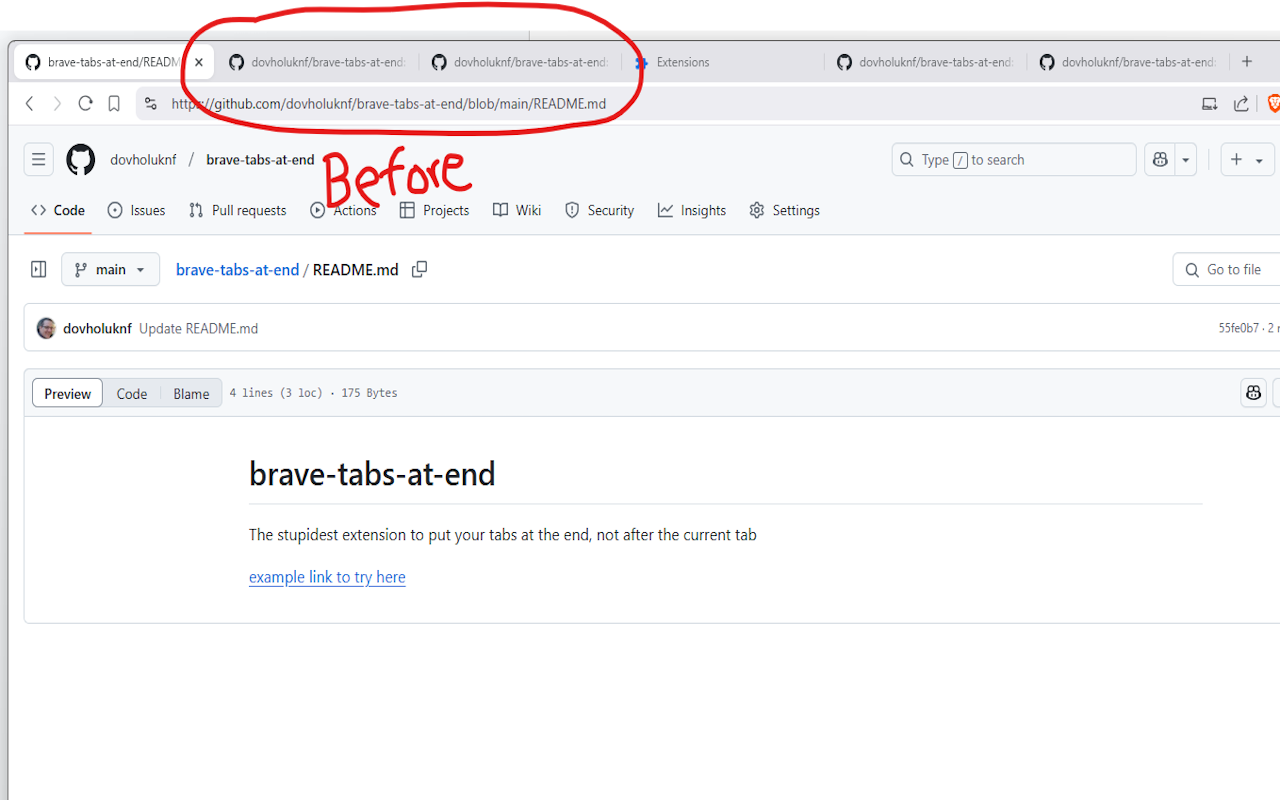 brave-tabs-at-end/READM
dovholuknf/brave-tabs-at-end:
dovholuknf/brave-tabs-at-end:
Extensions
dovholuknf/brave-tabs-at-end:
dovholuknf/brave-tabs-at-end:
https://github.com/dovholuknf/brave-tabs-at-end/blob/main/README.md
dovholuknf / brave-tabs-at-end
Type / to search
Before
Code
Issues
Pull requests
Actions
Projects
Wiki
Security
Insights
Settings
main
brave-tabs-at-end / README.md
Go to file
dovholuknf Update README.md
55fe0b7 · 2
Preview
Code
Blame
4 lines (3 loc) · 175 Bytes
brave-tabs-at-end
The stupidest extension to put your tabs at the end, not after the current tab
example link to try here